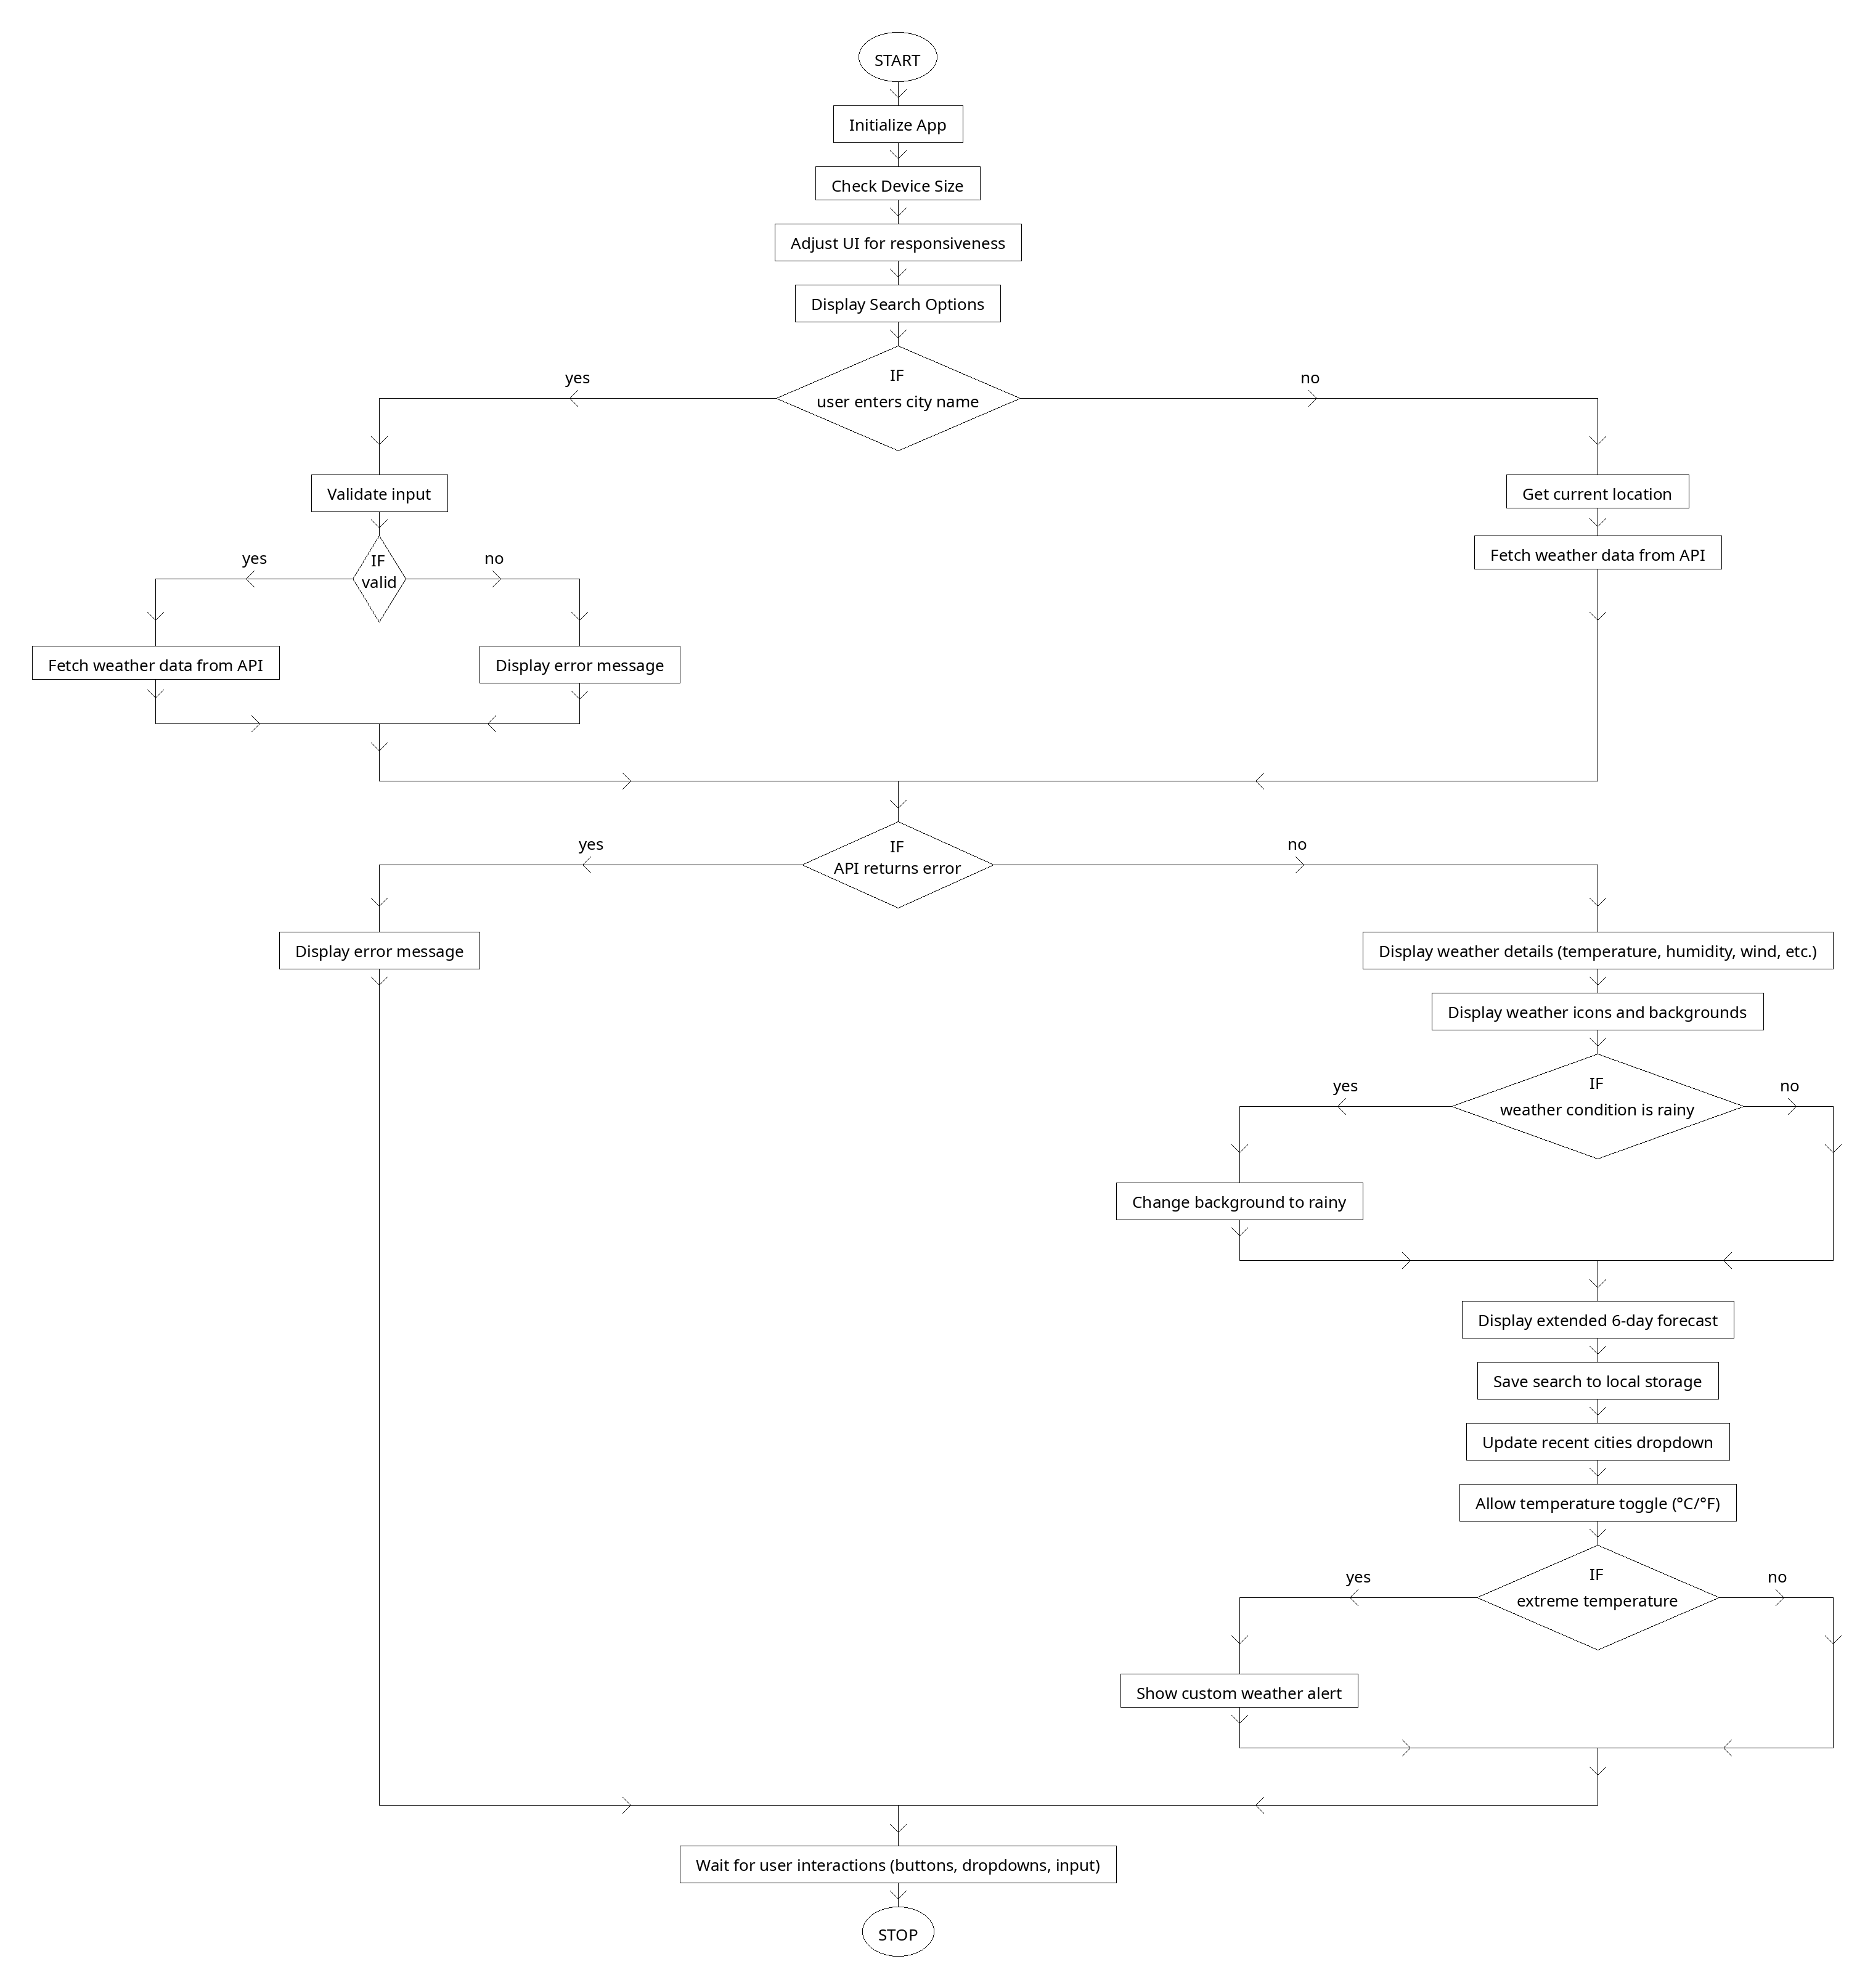 START
Initialize App
Check Device Size
Adjust UI for responsiveness
Display Search Options
IF
user enters city name
yes
no
Validate input
Get current location
IF
valid
yes
no
Fetch weather data from API
Fetch weather data from API
Display error message
IF
API returns error
yes
no
Display error message
Display weather details (temperature, humidity, wind, etc.)
Display weather icons and backgrounds
IF
weather condition is rainy
yes
no
Change background to rainy
Display extended 6-day forecast
Save search to local storage
Update recent cities dropdown
Allow temperature toggle (°C/°F)
IF
extreme temperature
yes
no
Show custom weather alert
Wait for user interactions (buttons, dropdowns, input)
STOP